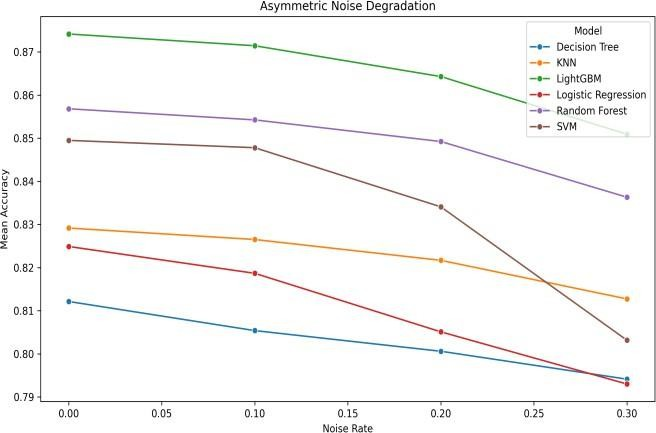 Asymmetric Noise Degradation
Model
Decision Tree
KNN
LightGBM
Logistic Regression
Random Forest
SVM
Mean Accuracy
0.87
0.86
0.85
0.84
0.83
0.82
0.81
0.80
0.79
0.00 0.05 0.10 0.15 0.20 0.25 0.30
Noise Rate